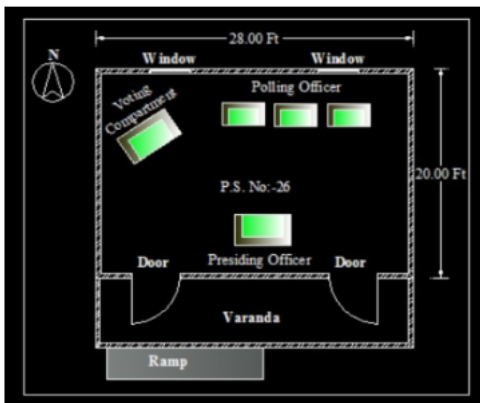 28.00 Ft
N
Window
Window
Polling Officer
Voting
Compartment
20.00 Ft
P.S. No:-26
Door
Presiding Officer
Door
Varanda
Ramp